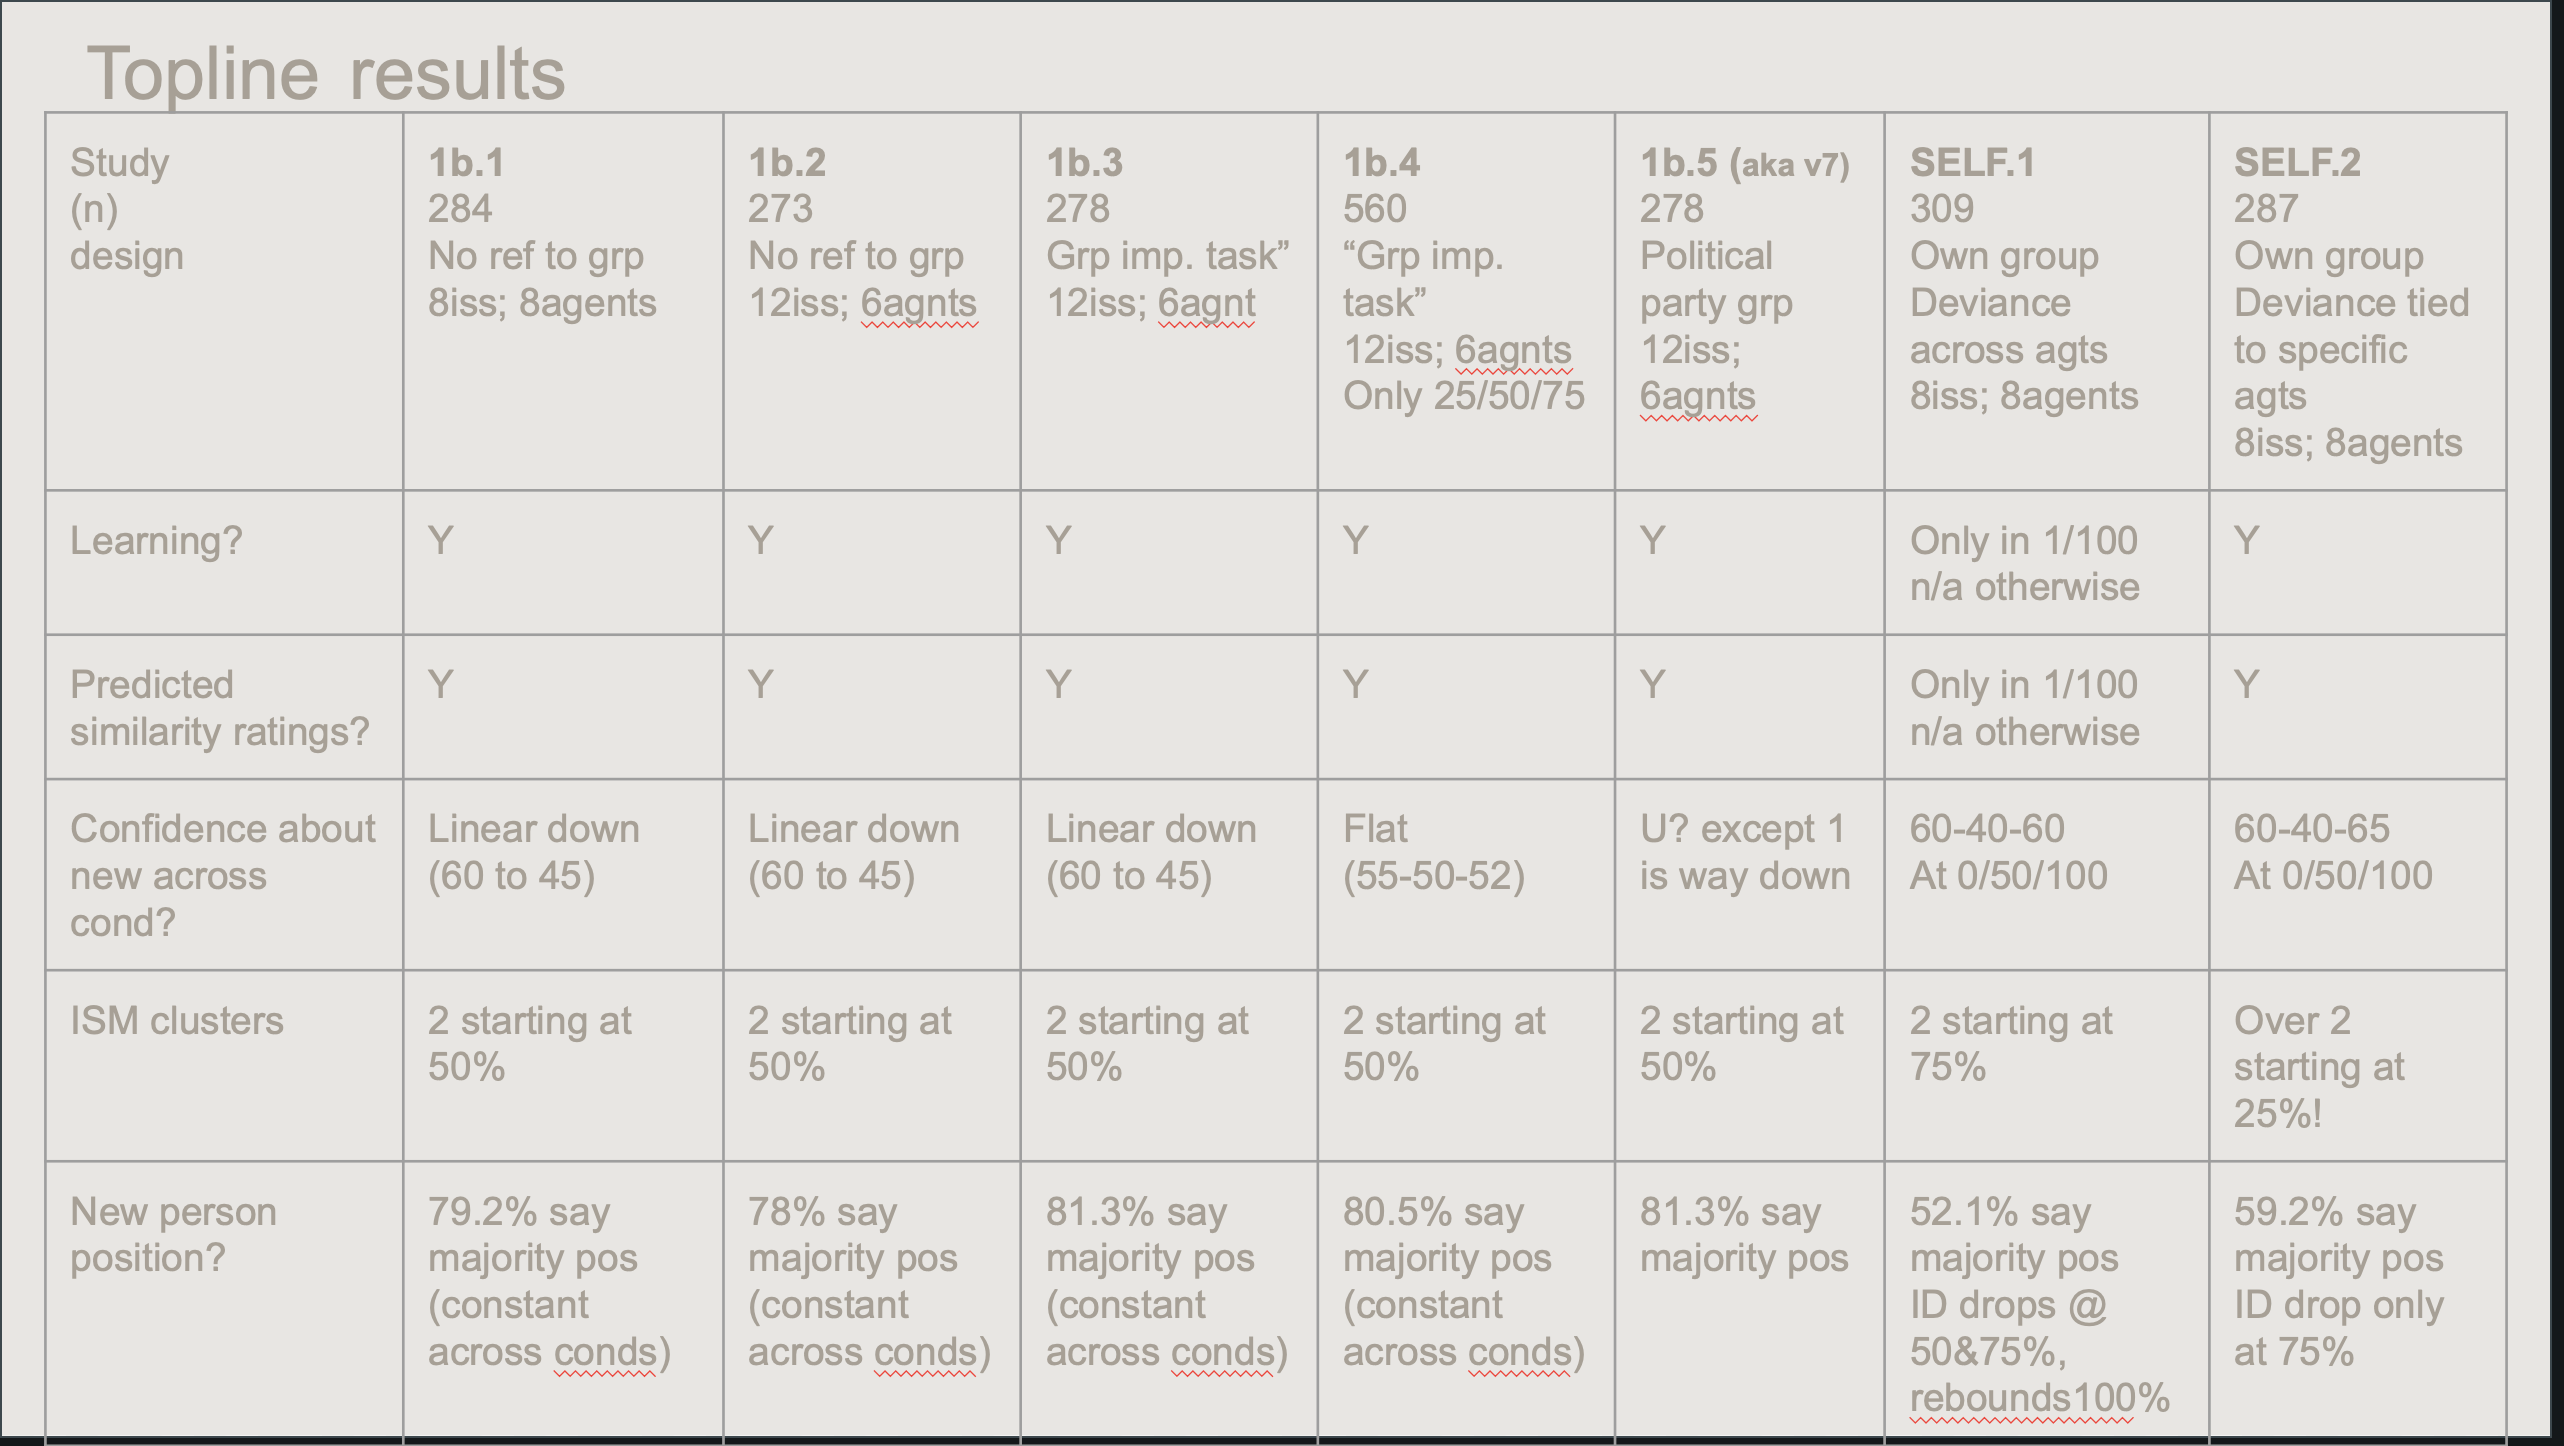 Topline results
Study
(n)
design
1b.1
284
No ref to grp
8iss; 8agents
1b.2
273
No ref to grp
12iss; 6agnts
1b.3
278
Grp imp. task”
12iss; 6agnt
1b.4
560
“Grp imp.
task”
12iss; 6agnts
Only 25/50/75
1b.5 (aka v7)
278
Political
party grp
12iss;
6agnts
SELF.1
309
Own group
Deviance
across agts
8iss; 8agents
SELF.2
287
Own group
Deviance tied
to specific
agts
8iss; 8agents
Learning?
Y
Y
Y
Y
Y
Only in 1/100
n/a otherwise
Y
Predicted
similarity ratings?
Y
Y
Y
Y
Y
Only in 1/100
n/a otherwise
Y
Confidence about
new across
cond?
Linear down
(60 to 45)
Linear down
(60 to 45)
Linear down
(60 to 45)
Flat
(55-50-52)
U? except 1
is way down
60-40-60
At 0/50/100
60-40-65
At 0/50/100
ISM clusters
2 starting at
50%
2 starting at
50%
2 starting at
50%
2 starting at
50%
2 starting at
50%
2 starting at
75%
Over 2
starting at
25%!
New person
position?
79.2% say
majority pos
(constant
across conds)
78% say
majority pos
(constant
across conds)
81.3% say
majority pos
(constant
across conds)
80.5% say
majority pos
(constant
across conds)
81.3% say
majority pos
52.1% say
majority pos
ID drops @
50&75%,
rebounds100%
59.2% say
majority pos
ID drop only
at 75%